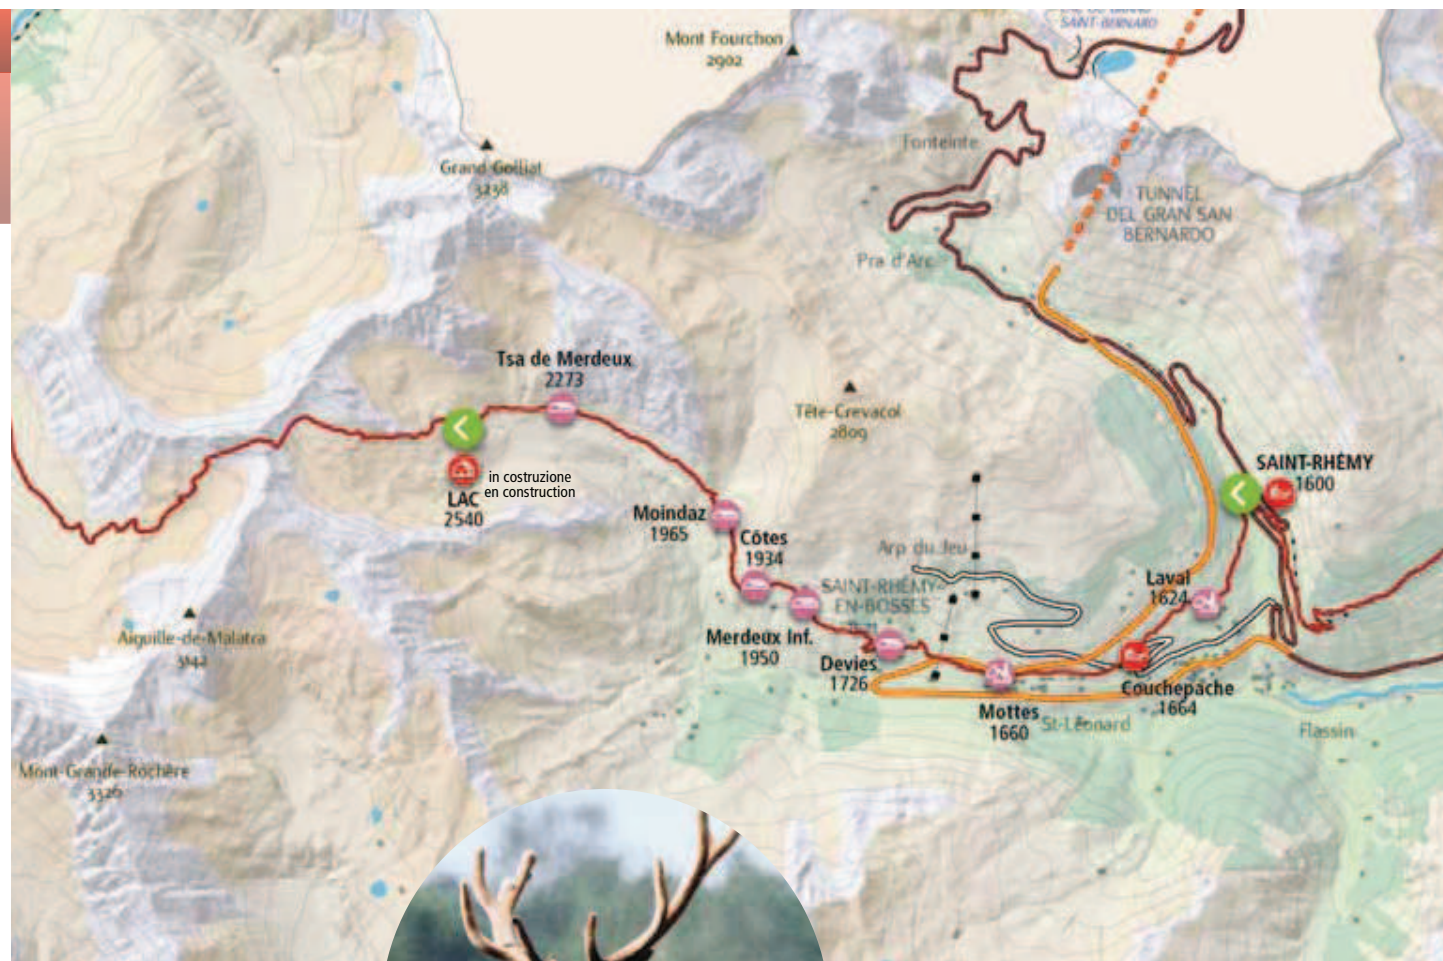 SAINT-BERNARD
Mont Fourchon
2902
Fonteinte
Grand Golliat
3238
TUNNEL
DEL GRAN SAN
BERNARDO
Pra d'Arc
Tsa de Merdeux
2273
Tête-Crevacol
2809
in costruzione
en construction
LAC
2540
SAINT-RHÉMY
1600
Moindaz
1965
Côtes
1934
Arp du Jeu
SAINT-RHÉMY-
EN-BOSSES
Laval
1624
Aiguille-de-Malatra
3142
Merdeux Inf.
1950
Devies
1726
Couchepache
1664
Mottes
1660
St-Léonard
Flassin
Mont-Grande-Rochère
3326